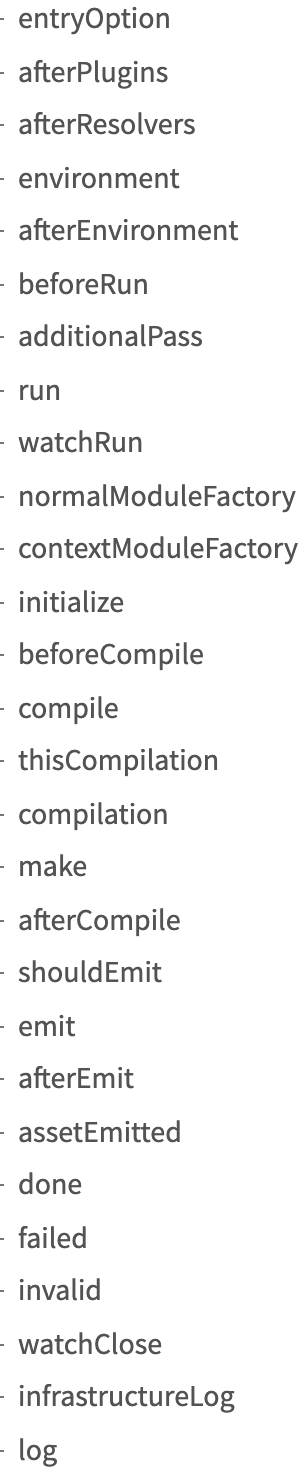 - entryOption
- afterPlugins
- afterResolvers
- environment
- afterEnvironment
- beforeRun
- additionalPass
- run
- watchRun
- normalModuleFactory
- contextModuleFactory
- initialize
- beforeCompile
- compile
- thisCompilation
- compilation
- make
- afterCompile
- shouldEmit
- emit
- afterEmit
- assetEmitted
- done
- failed
- invalid
- watchClose
- infrastructureLog
- log